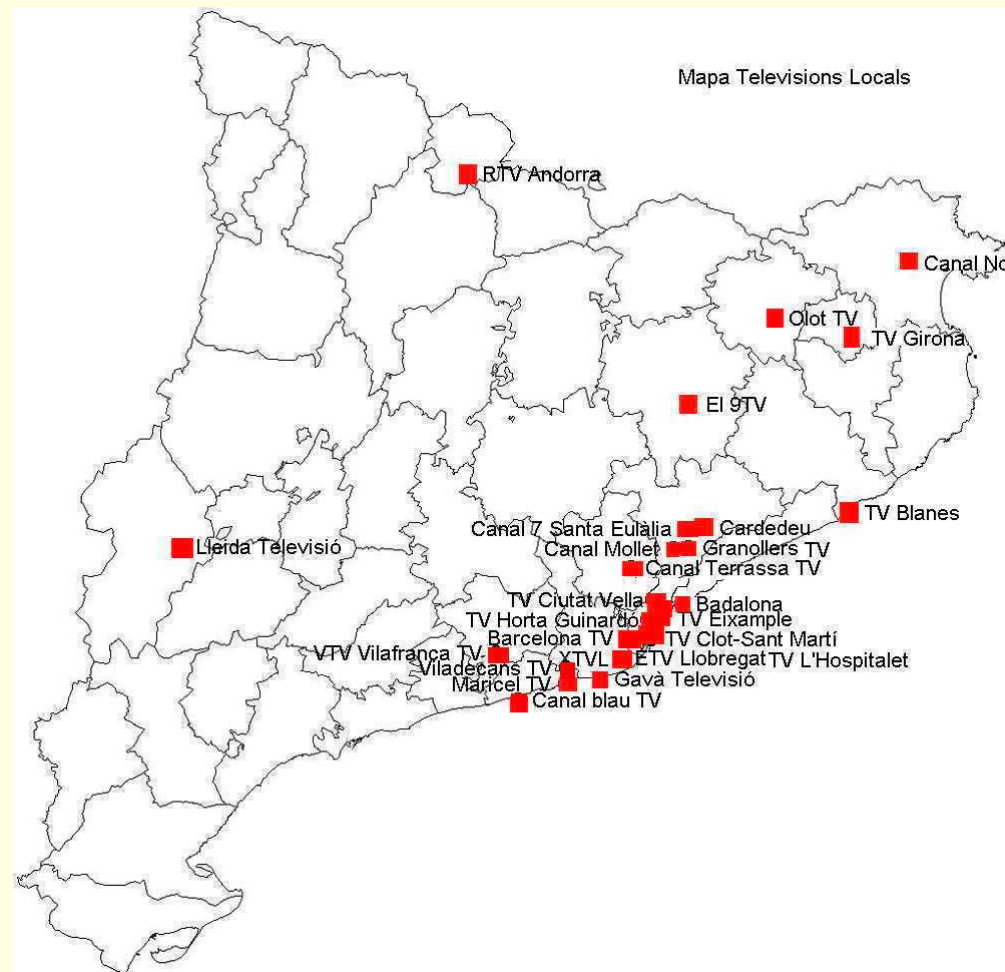 Mapa Televisions Locals
RTV Andorra
Canal No
Olot TV
TV Girona
El 9TV
TV Blanes
Canal 7 Santa Eulàlia
Cardedeu
Lleida Televisió
Canal Mollet
Granollers TV
Canal Terrassa TV
TV Ciutat Vella
Badalona
TV Horta Guinardó
TV Eixample
Barcelona TV
TV Clot-Sant Martí
VTV Vilafranca TV
XTVL
ETV Llobregat
TV L'Hospitalet
Viladecans TV
Gavà Televisió
Maricel TV
Canal blau TV